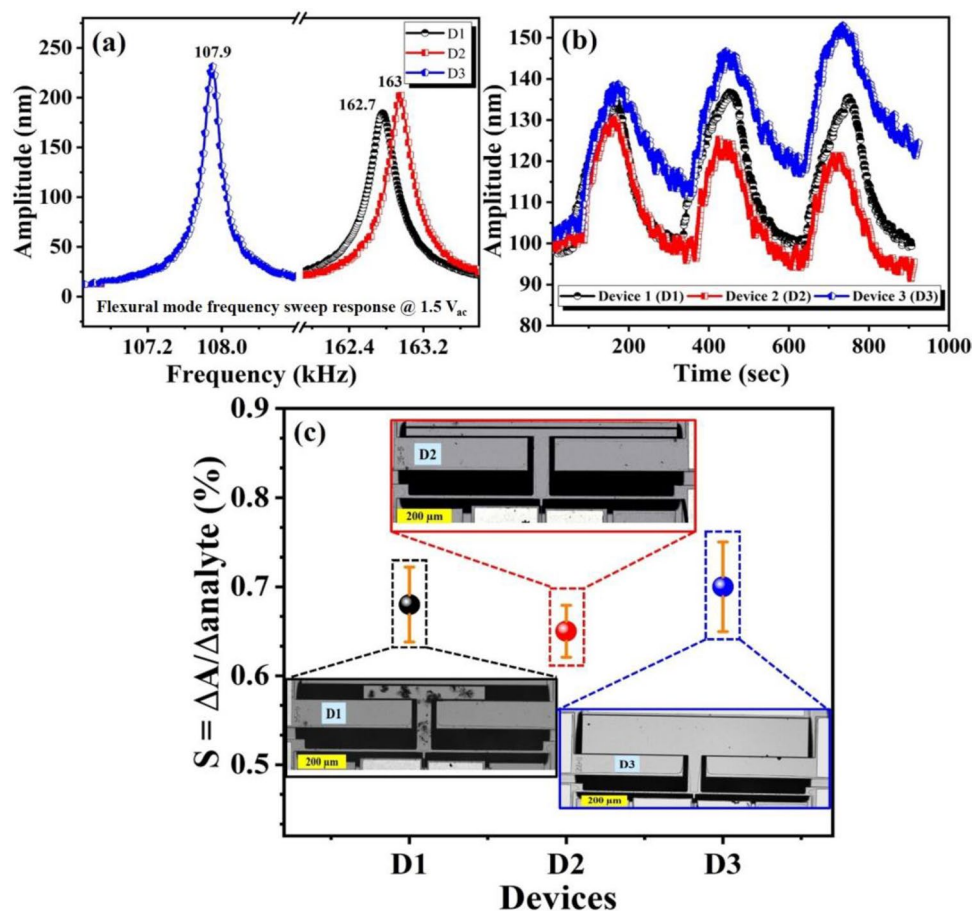 (a)
107.9
162.7
163
D1
D2
D3
300
250
200
150
100
50
0
Amplitude (nm)
Flexural mode frequency sweep response @ 1.5 Vac
107.2 108.0 162.4 163.2
Frequency (kHz)
(b)
150
140
130
120
110
100
90
80
Amplitude (nm)
Device 1 (D1) Device 2 (D2) Device 3 (D3)
200 400 600 800 1000
Time (sec)
(c)
0.9
0.8
0.7
0.6
0.5
S = ΔA/Δanalyte (%)
D2
200 µm
D1
200 µm
D3
200 µm
D1 D2 D3
Devices